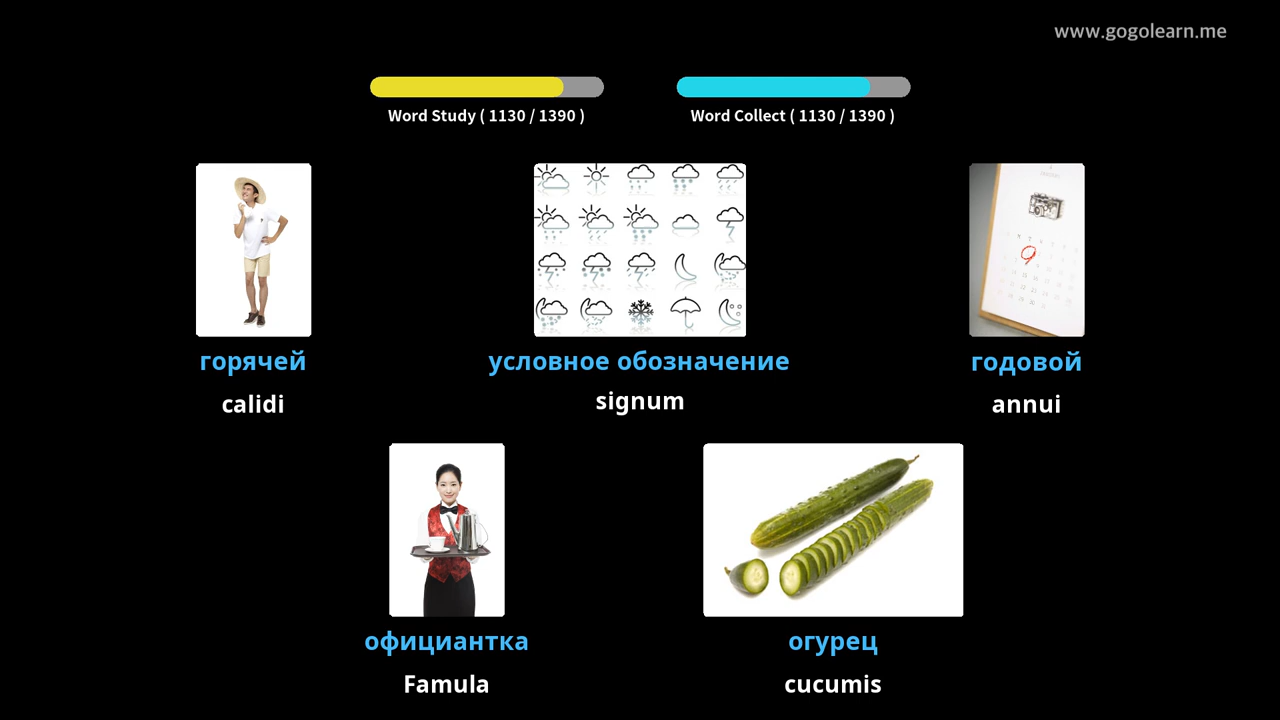 www.gogolearn.me
Word Study ( 1130 / 1390 )
Word Collect ( 1130 / 1390 )
горячей
условное обозначение
годовой
calidi
signum
annui
9
официантка
огурец
Famula
cucumis